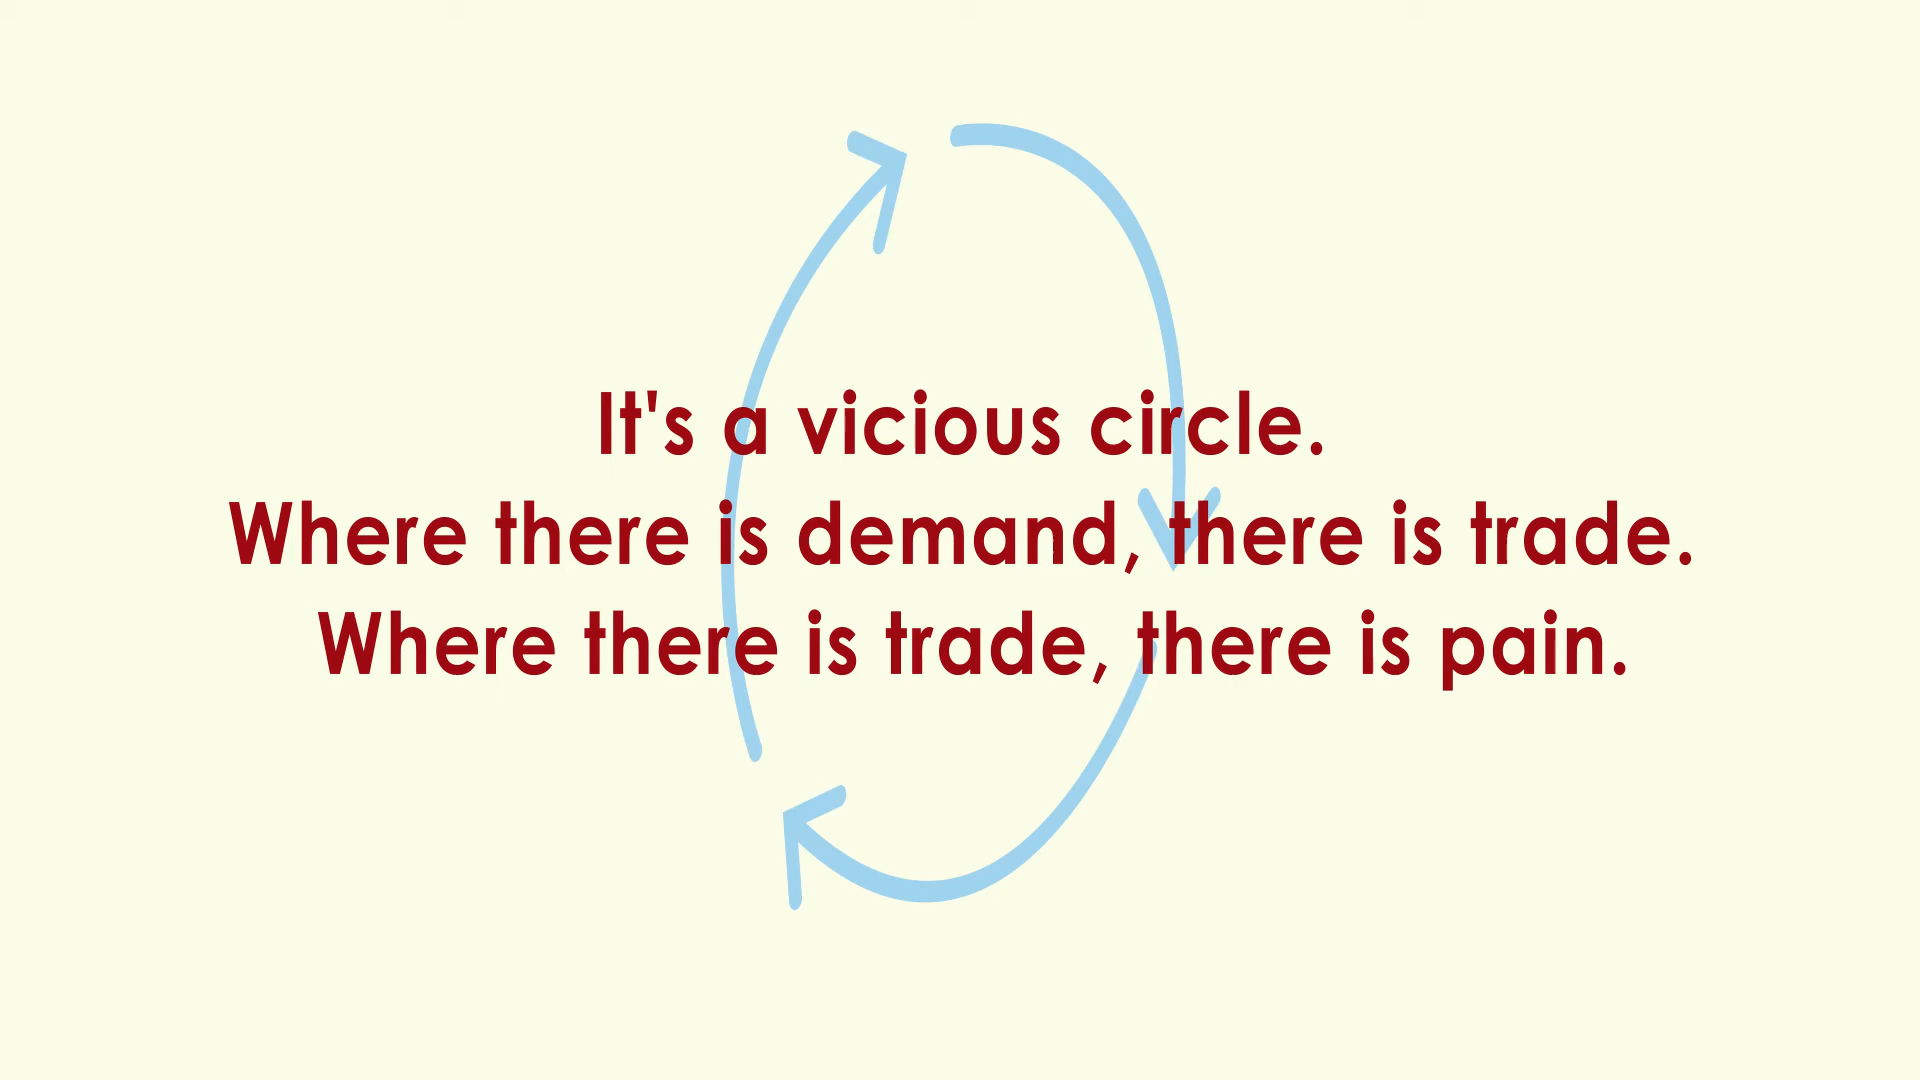 It's a vicious circle.
Where there is demand, there is trade.
Where there is trade, there is pain.